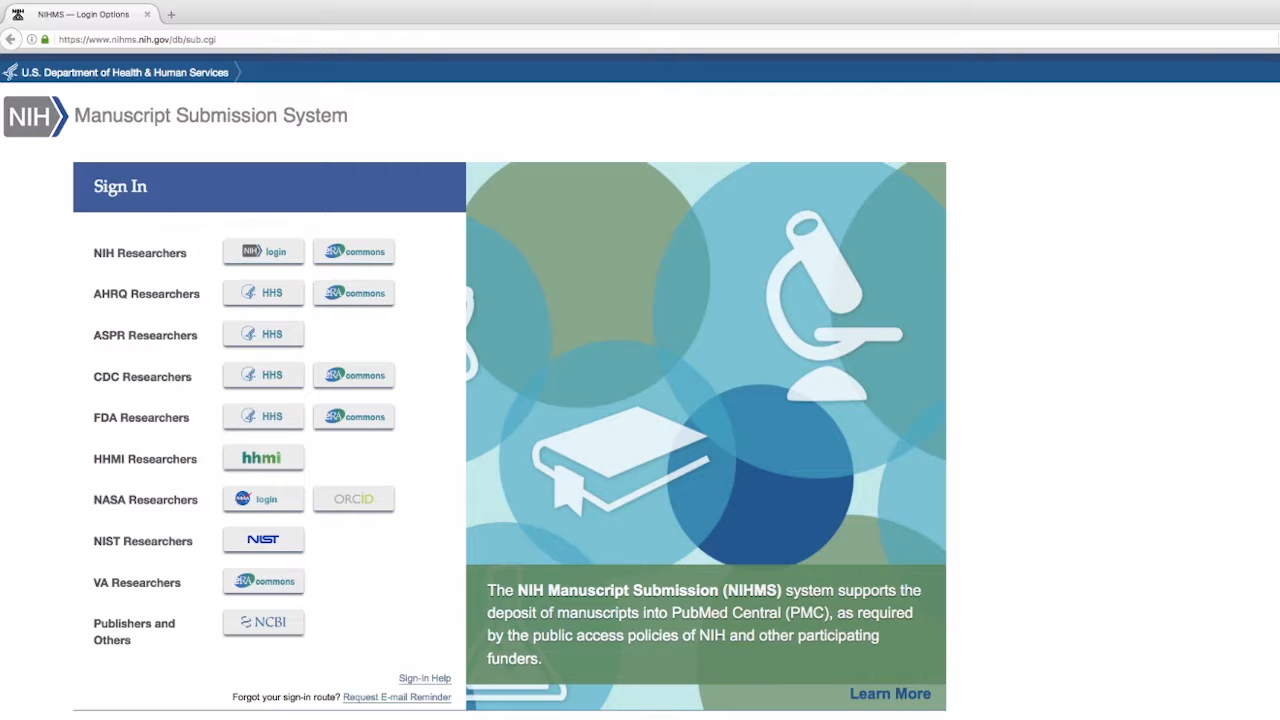 NIHMS — Login Options
https://www.nihms.nih.gov/db/sub.cgi
U.S. Department of Health & Human Services
NIH Manuscript Submission System
Sign In
NIH Researchers NIH login eRA commons
AHRQ Researchers HHS eRA commons
ASPR Researchers HHS
CDC Researchers HHS eRA commons
FDA Researchers HHS eRA commons
HHMI Researchers hhmi
NASA Researchers NASA login ORCID
NIST Researchers NIST
VA Researchers eRA commons
Publishers and NCBI
Others
Sign-In Help
Forgot your sign-in route? Request E-mail Reminder
The NIH Manuscript Submission (NIHMS) system supports the
deposit of manuscripts into PubMed Central (PMC), as required
by the public access policies of NIH and other participating
funders.
Learn More